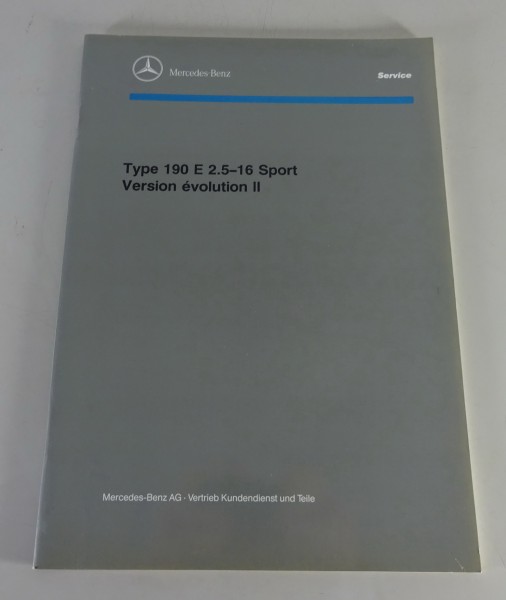 Mercedes-Benz
Service
Type 190 E 2.5-16 Sport
Version évolution II
Mercedes-Benz AG · Vertrieb Kundendienst und Teile